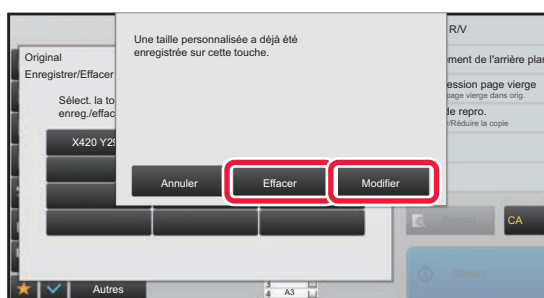 R/V
Une taille personnalisée a déjà été
enregistrée sur cette touche.
Original
ment de l'arrière plan
Enregistrer/Effacer
ession page vierge
page vierge dans orig.
Sélect. la to
enreg./effac
de repro.
r/Réduire la copie
X420 Y29
Annuler
Effacer
Modifier
CA
Départ
Autres
A3